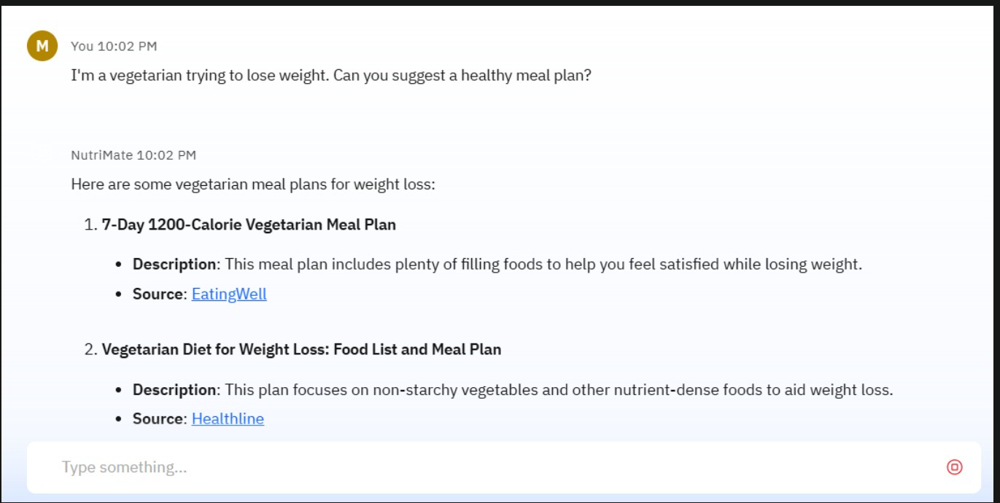 M
You 10:02 PM
I'm a vegetarian trying to lose weight. Can you suggest a healthy meal plan?
NutriMate 10:02 PM
Here are some vegetarian meal plans for weight loss:
1. 7-Day 1200-Calorie Vegetarian Meal Plan
• Description: This meal plan includes plenty of filling foods to help you feel satisfied while losing weight.
• Source: EatingWell
2. Vegetarian Diet for Weight Loss: Food List and Meal Plan
• Description: This plan focuses on non-starchy vegetables and other nutrient-dense foods to aid weight loss.
• Source: Healthline
Type something...